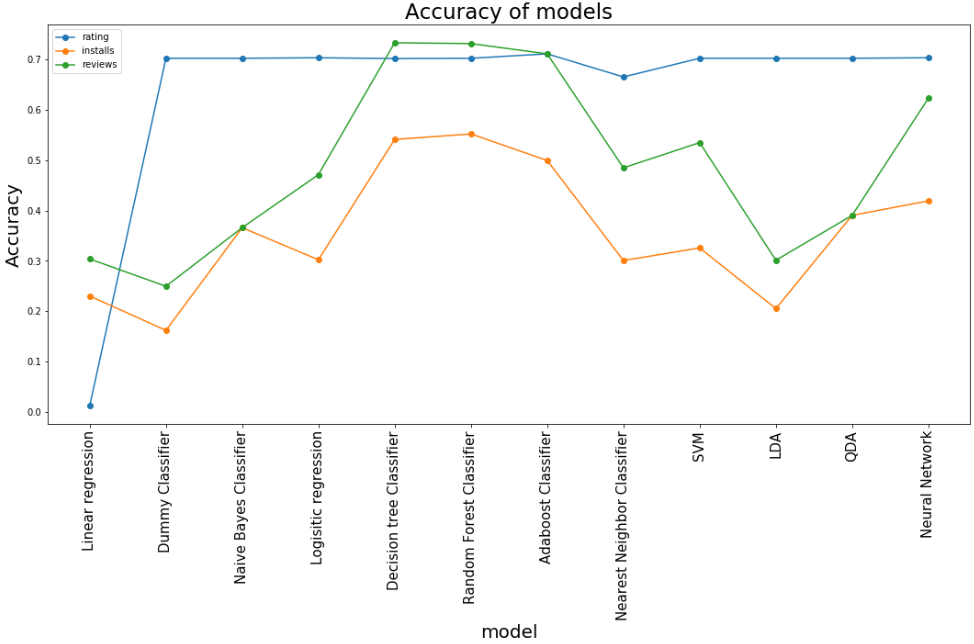 Accuracy of models
rating
installs
reviews
Accuracy
0.7
0.6
0.5
0.4
0.3
0.2
0.1
0.0
Linear regression
Dummy Classifier
Naive Bayes Classifier
Logisitic regression
Decision tree Classifier
Random Forest Classifier
Adaboost Classifier
Nearest Neighbor Classifier
SVM
LDA
QDA
Neural Network
model